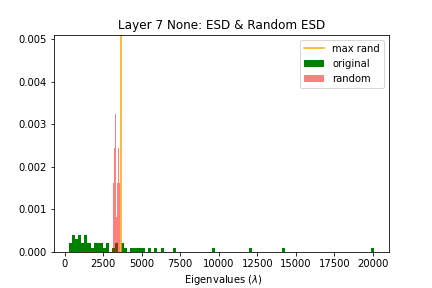 Layer 7 None: ESD & Random ESD
max rand
original
random
0.005
0.004
0.003
0.002
0.001
0.000
0 2500 5000 7500 10000 12500 15000 17500 20000
Eigenvalues (λ)